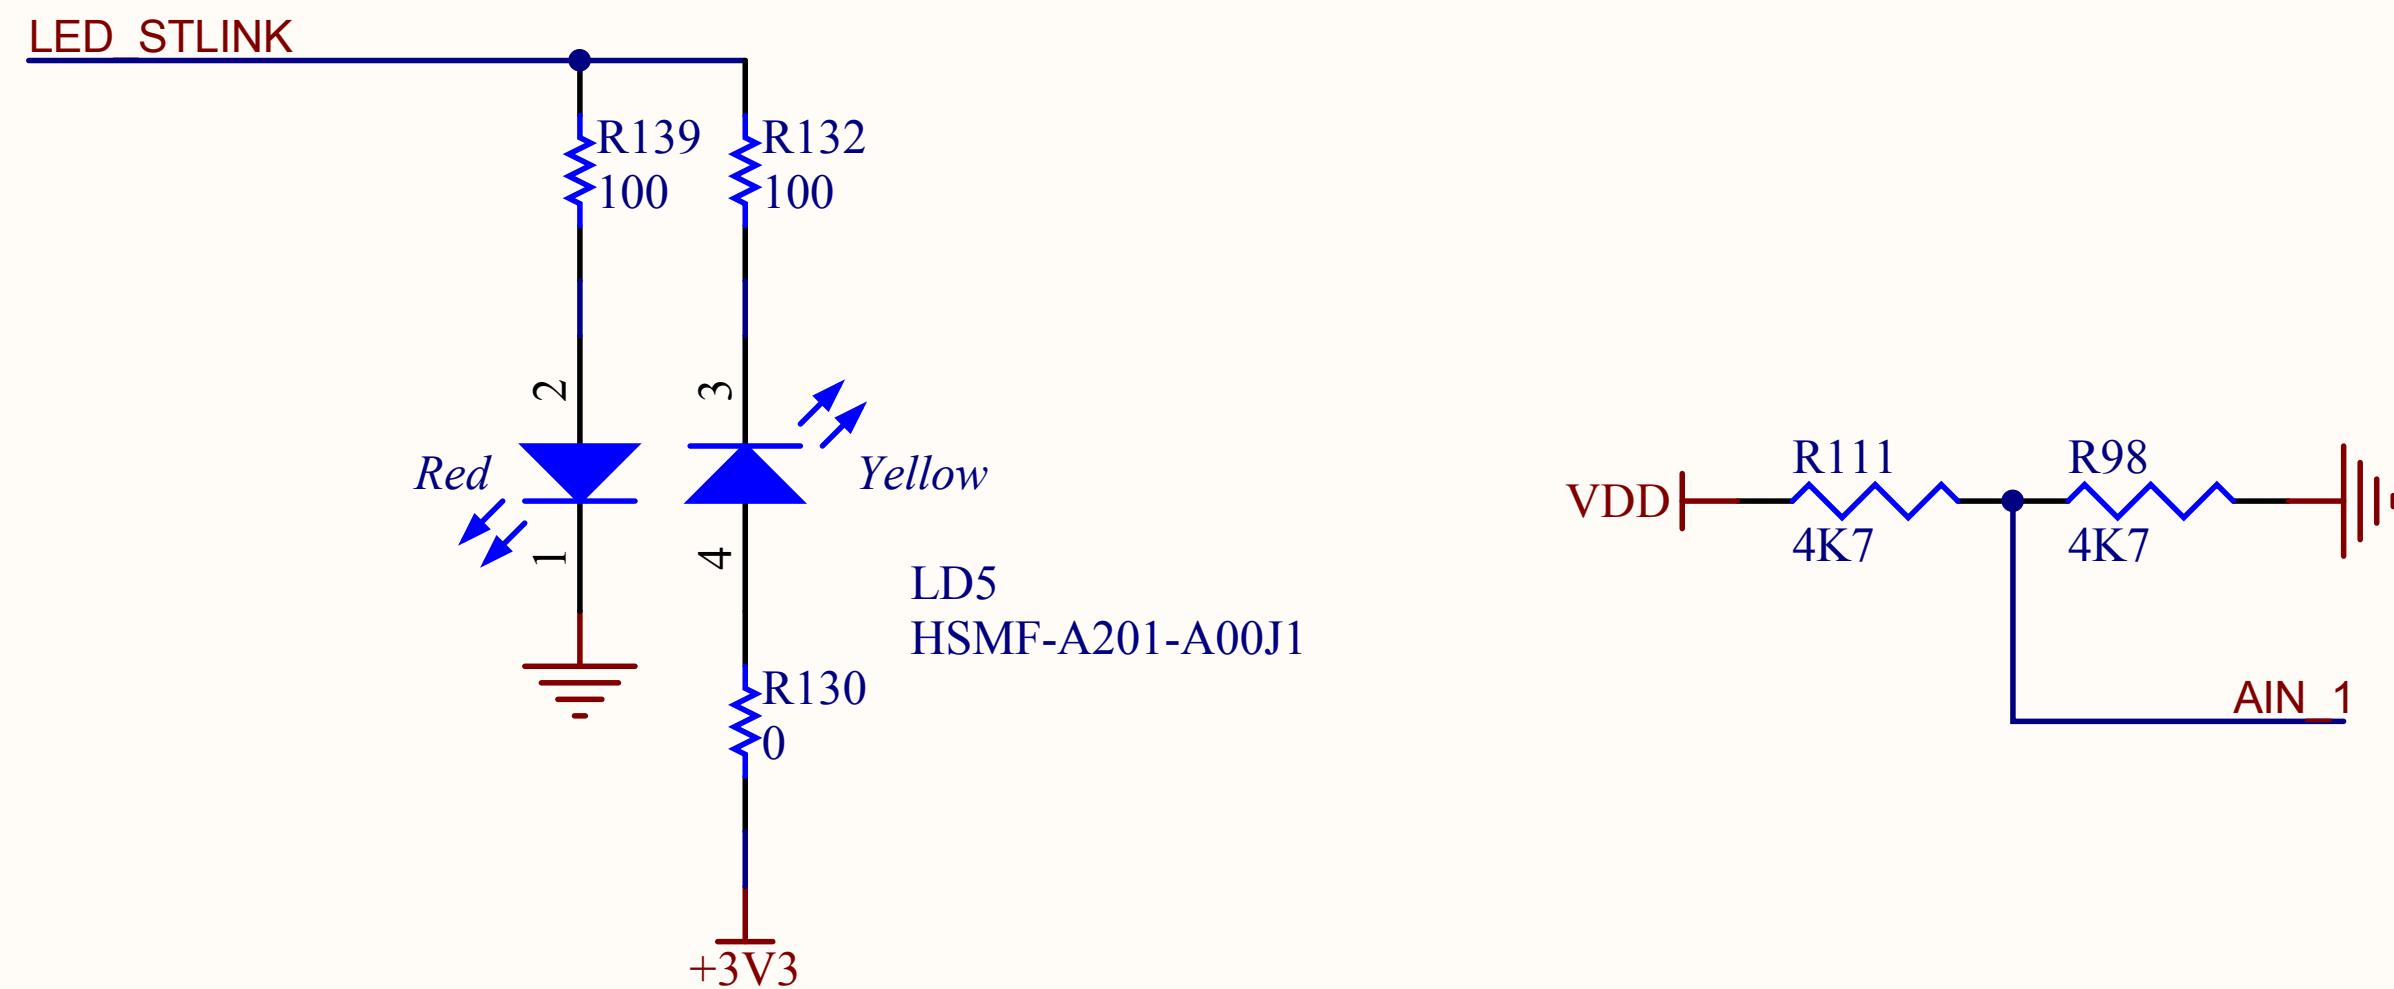 LED_STLINK
R139
100
R132
100
2
3
Red
Yellow
1
4
LD5
HSMF-A201-A00J1
R130
0
+3V3
VDD
R111
4K7
R98
4K7
AIN_1